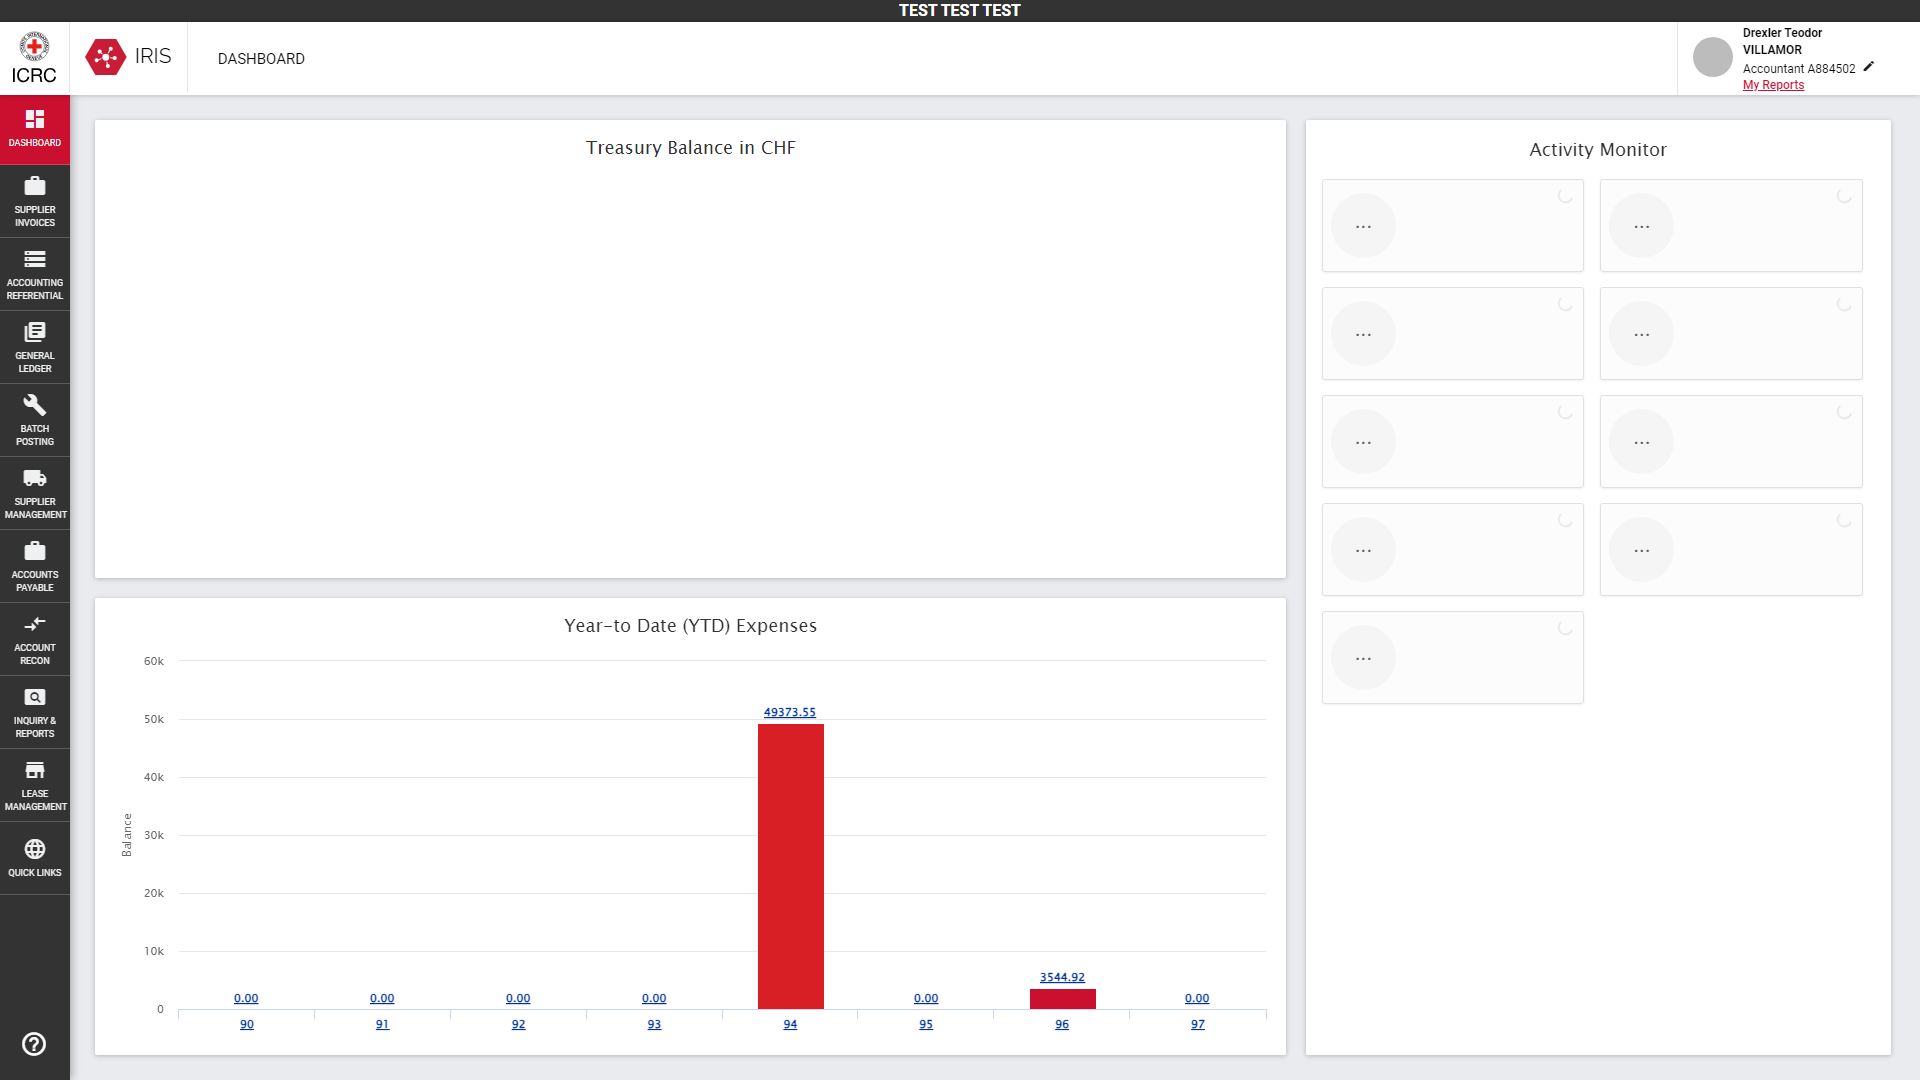 TEST TEST TEST
ICRC
IRIS
DASHBOARD
Drexler Teodor
VILLAMOR
Accountant A884502
My Reports
DASHBOARD
SUPPLIER
INVOICES
ACCOUNTING
REFERENTIAL
GENERAL
LEDGER
BATCH
POSTING
SUPPLIER
MANAGEMENT
ACCOUNTS
PAYABLE
ACCOUNT
RECON
INQUIRY &
REPORTS
LEASE
MANAGEMENT
QUICK LINKS
Treasury Balance in CHF
Year-to Date (YTD) Expenses
Balance
60k
50k
40k
30k
20k
10k
0
0.00
0.00
0.00
0.00
49373.55
0.00
3544.92
0.00
90
91
92
93
94
95
96
97
Activity Monitor
...
...
...
...
...
...
...
...
...